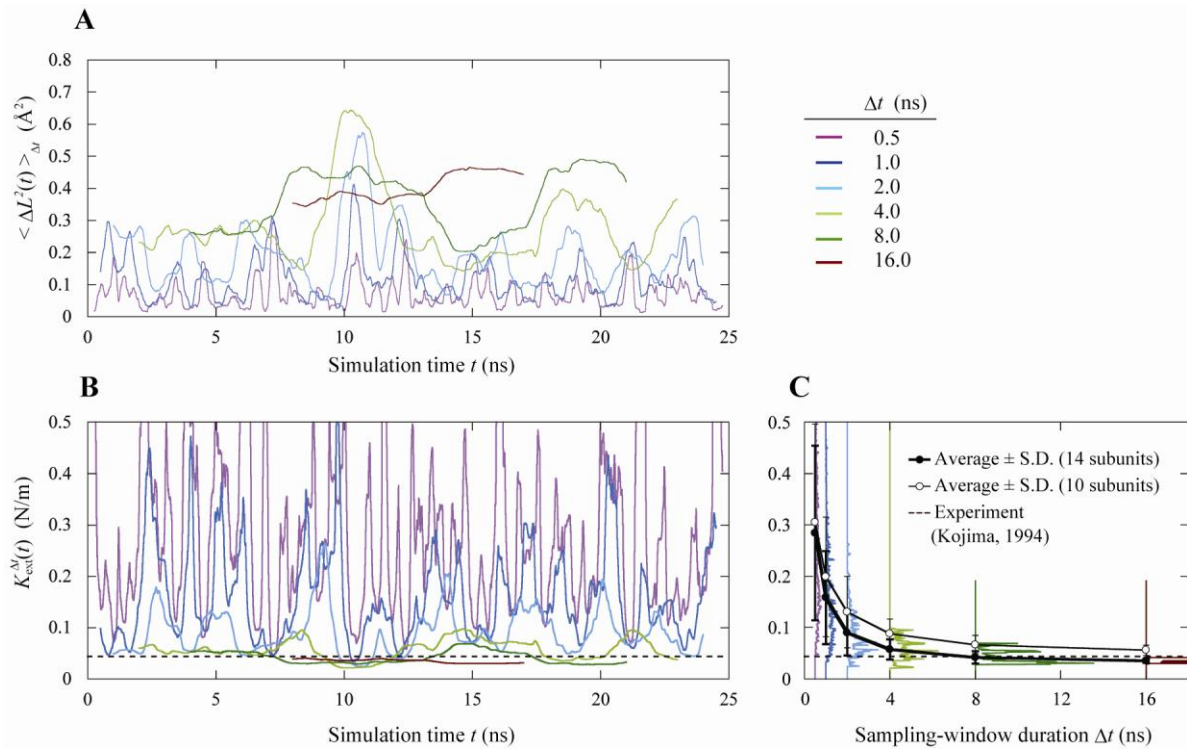 A
< ΔL²(t) >Δt (Å²)
0.8
0.7
0.6
0.5
0.4
0.3
0.2
0.1
0
0 5 10 15 20 25
Simulation time t (ns)
Δt (ns)
0.5
1.0
2.0
4.0
8.0
16.0
B
K_ext^Δt(t) (N/m)
0.5
0.4
0.3
0.2
0.1
0
0 5 10 15 20 25
Simulation time t (ns)
C
0.5
0.4
0.3
0.2
0.1
0
Average ± S.D. (14 subunits)
Average ± S.D. (10 subunits)
Experiment
(Kojima, 1994)
0 4 8 12 16
Sampling-window duration Δt (ns)